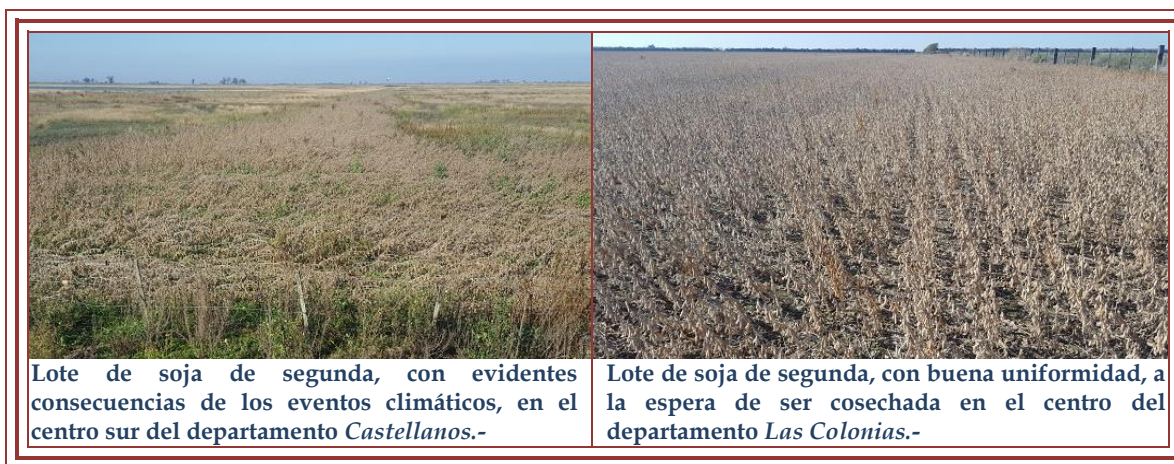 Lote de soja de segunda, con evidentes
consecuencias de los eventos climáticos, en el
centro sur del departamento Castellanos.-
Lote de soja de segunda, con buena uniformidad, a
la espera de ser cosechada en el centro del
departamento Las Colonias.-